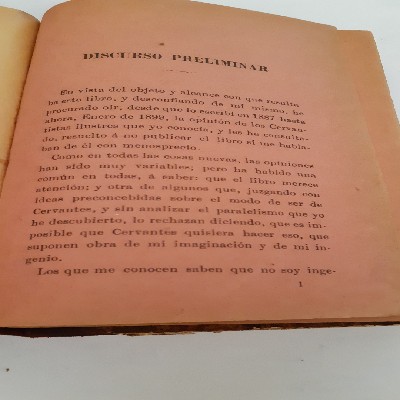 DISCURSO PRELIMINAR
En vista del objeto y alcance con que resulta
ba este libro, y desconfiando de mí mismo, he
procurado oir, desde que lo escribí en 1887 hasta
ahora, Enero de 1899, la opinión de los Cervan-
tistas ilustres que yo conocía, y les he consulta-
do, resuelto á no publicar el libro si me habla-
ban de él con menosprecio.
Como en todas las cosas nuevas, las opiniones
han sido muy variables; pero ha habido una
común en todas, á saber: que el libro merece
atención; y otra de algunos que, juzgando con
ideas preconcebidas sobre el modo de ser de
Cervantes, y sin analizar el paralelismo que yo
he descubierto, lo rechazan diciendo, que es im-
posible que Cervantes quisiera hacer eso, que
suponen obra de mi imaginación y de mi in-
genio.
Los que me conocen saben que no soy inge-
1